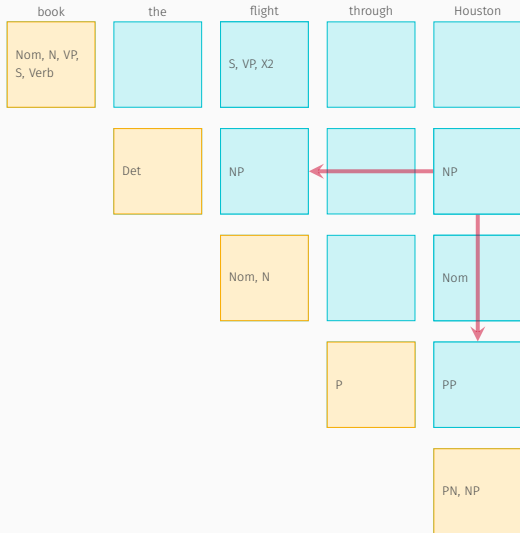 book the flight through Houston
Nom, N, VP,
S, Verb
S, VP, X2
Det
NP
NP
Nom, N
Nom
P
PP
PN, NP